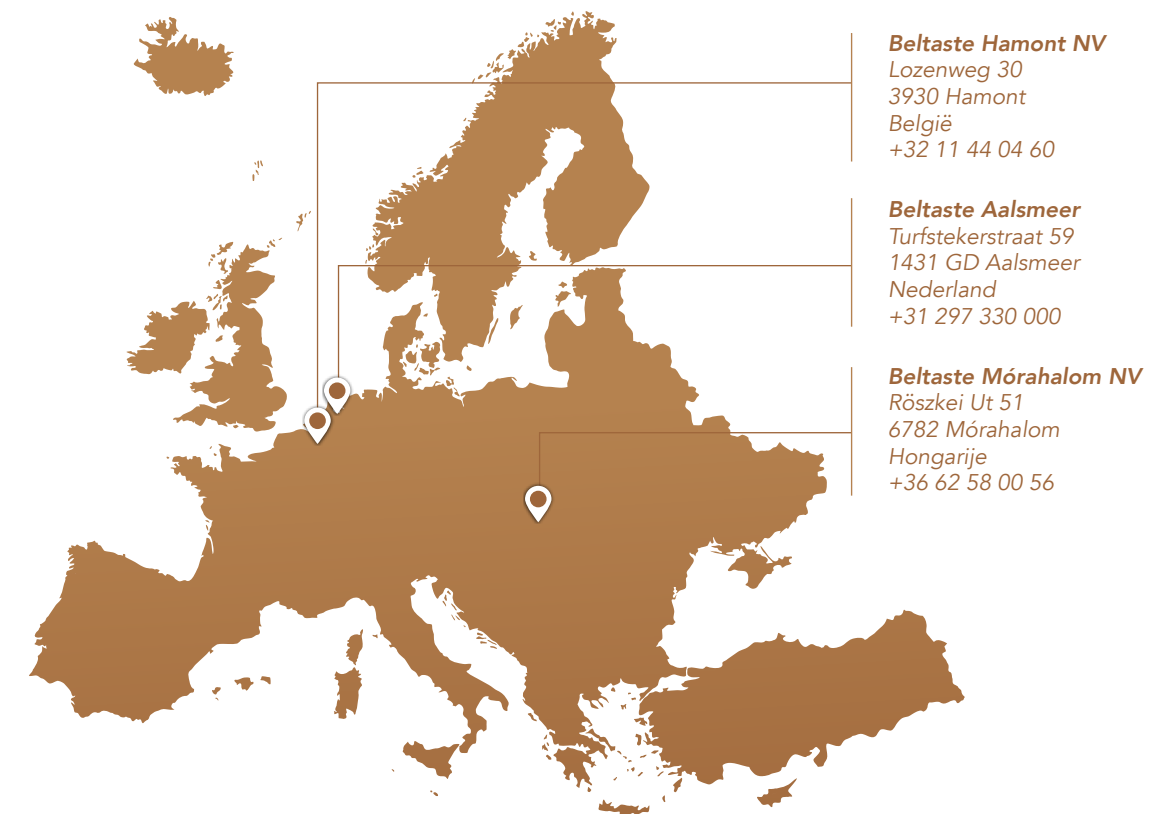 Beltaste Hamont NV
Lozenweg 30
3930 Hamont
België
+32 11 44 04 60
Beltaste Aalsmeer
Turfstekerstraat 59
1431 GD Aalsmeer
Nederland
+31 297 330 000
Beltaste Mórahalom NV
Röszkei Ut 51
6782 Mórahalom
Hongarije
+36 62 58 00 56